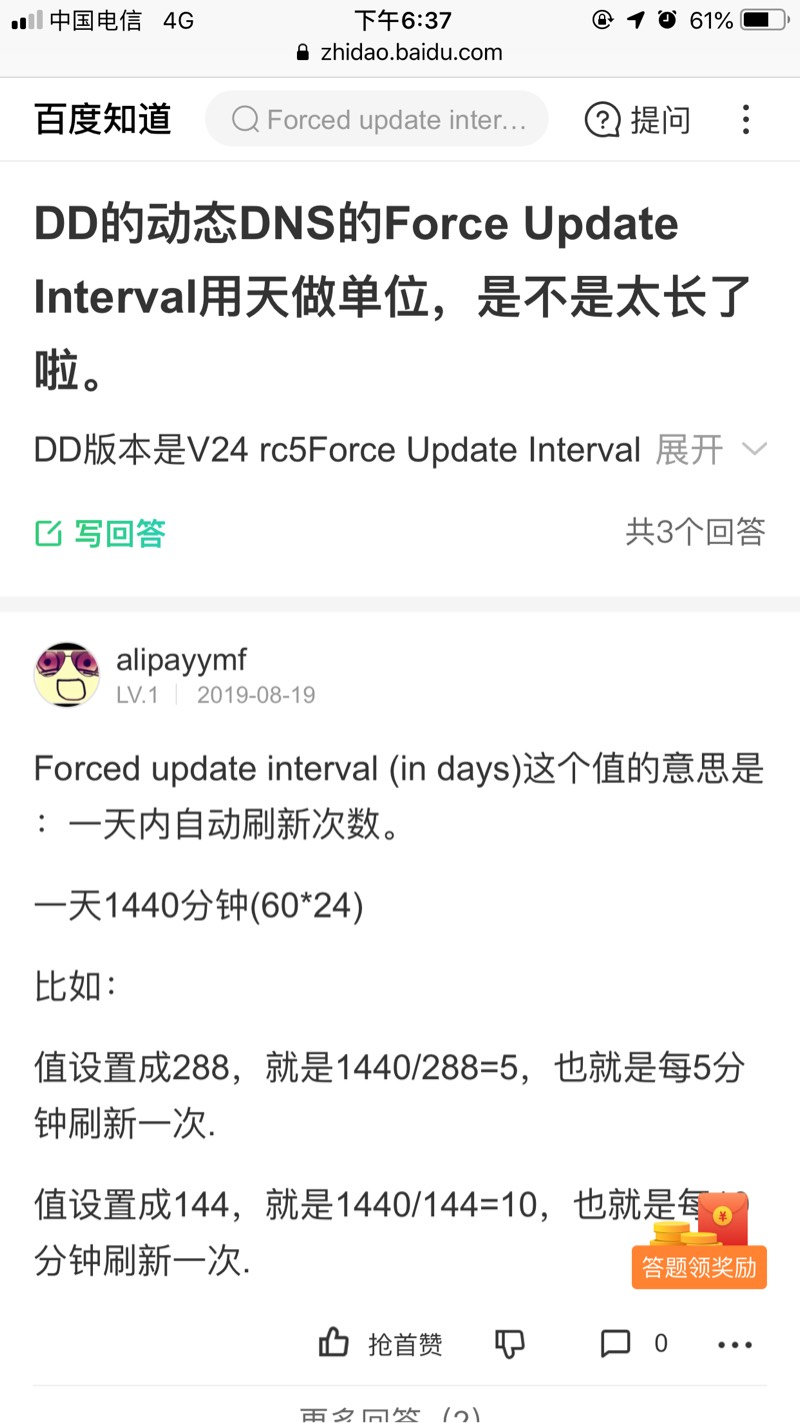 中国电信 4G 下午6:37 61%
zhidao.baidu.com
百度知道 Forced update inter... 提问
DD的动态DNS的Force Update
Interval用天做单位，是不是太长了
啦。
DD版本是V24 rc5Force Update Interval 展开
写回答 共3个回答
alipayymf
LV.1 2019-08-19
Forced update interval (in days)这个值的意思是
：一天内自动刷新次数。
一天1440分钟(60*24)
比如：
值设置成288，就是1440/288=5，也就是每5分
钟刷新一次.
值设置成144，就是1440/144=10，也就是每
分钟刷新一次.
¥
答题领奖励
抢首赞 0
更多回答 (2)